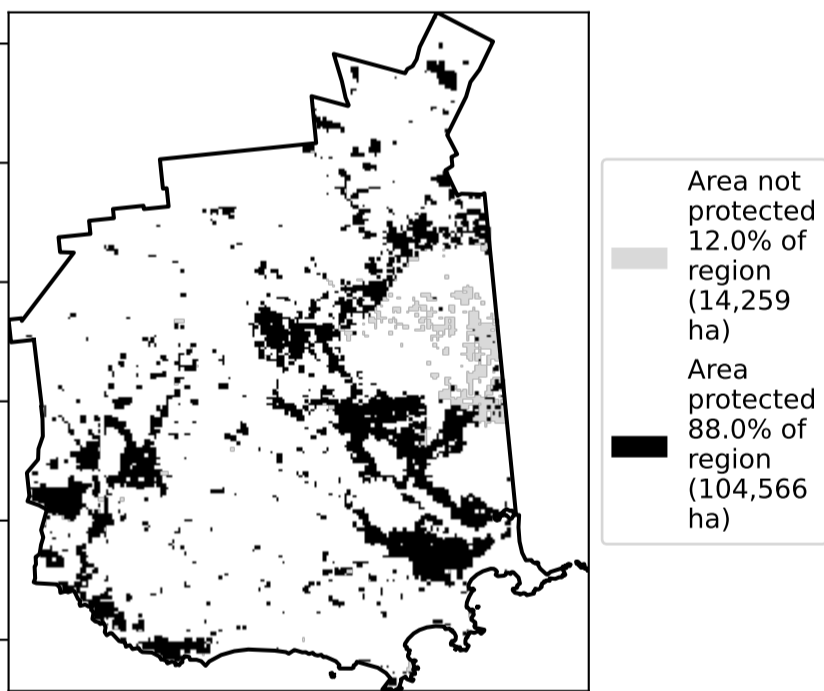 Area not
protected
12.0% of
region
(14,259
ha)
Area
protected
88.0% of
region
(104,566
ha)